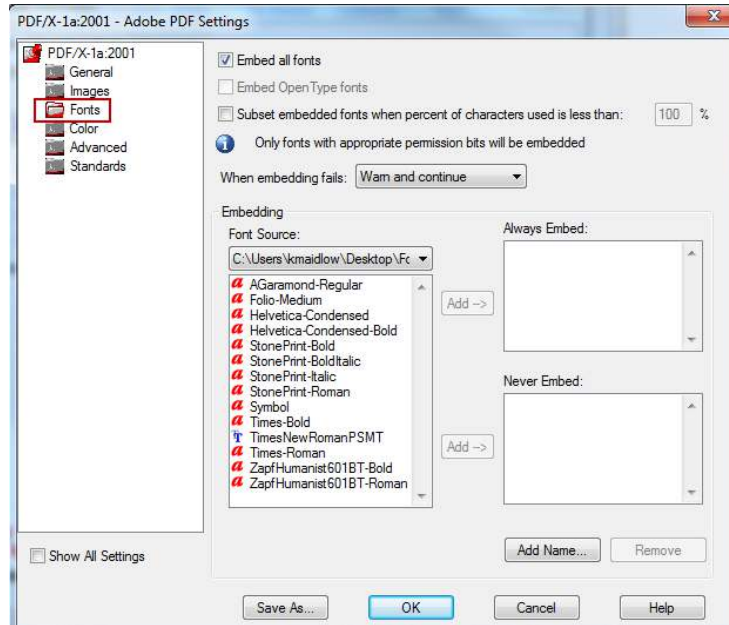 PDF/X-1a:2001 - Adobe PDF Settings
PDF/X-1a:2001
General
Images
Fonts
Color
Advanced
Standards
Show All Settings
Embed all fonts
Embed OpenType fonts
Subset embedded fonts when percent of characters used is less than: 100 %
Only fonts with appropriate permission bits will be embedded
When embedding fails: Warn and continue
Embedding
Font Source:
C:\Users\kmaidlow\Desktop\Fc
AGaramond-Regular
Folio-Medium
Helvetica-Condensed
Helvetica-Condensed-Bold
StonePrint-Bold
StonePrint-BoldItalic
StonePrint-Italic
StonePrint-Roman
Symbol
Times-Bold
TimesNewRomanPSMT
Times-Roman
ZapfHumanist601BT-Bold
ZapfHumanist601BT-Roman
Always Embed:
Add -->
Never Embed:
Add -->
Add Name...
Remove
Save As...
OK
Cancel
Help